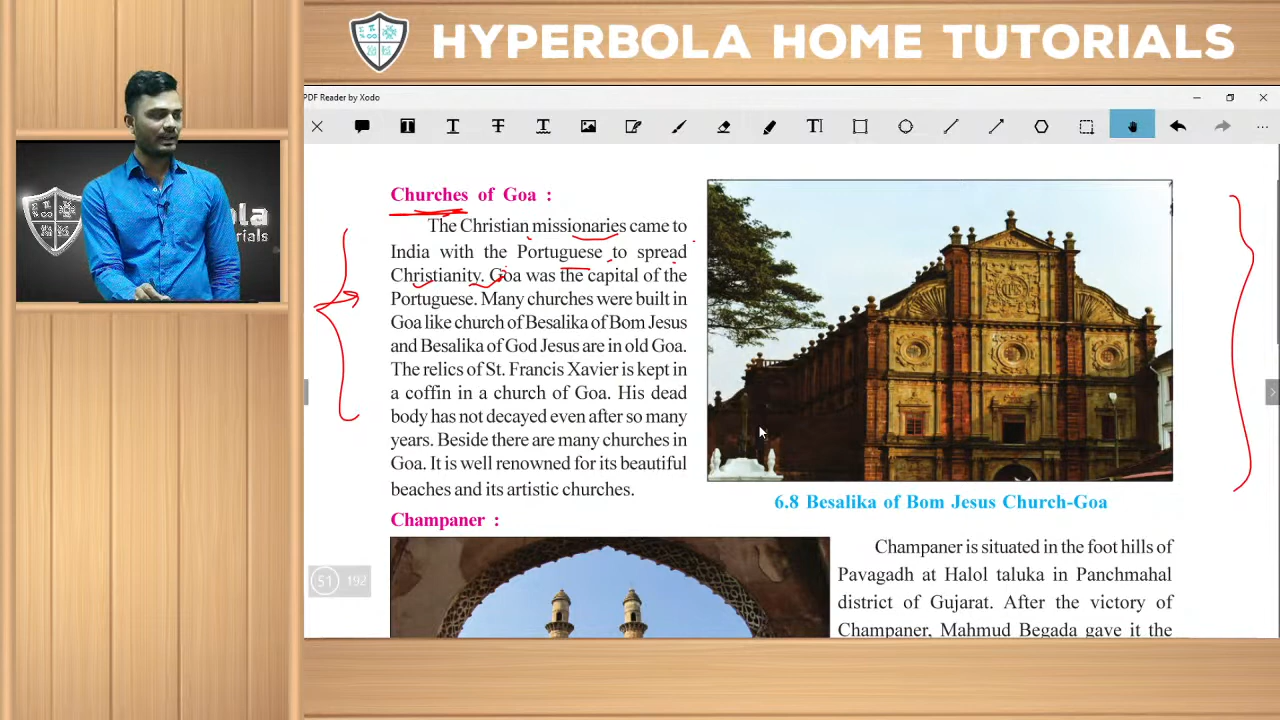 HYPERBOLA HOME TUTORIALS
PDF Reader by Xodo
Churches of Goa :
The Christian missionaries came to
India with the Portuguese to spread
Christianity. Goa was the capital of the
Portuguese. Many churches were built in
Goa like church of Besalika of Bom Jesus
and Besalika of God Jesus are in old Goa.
The relics of St. Francis Xavier is kept in
a coffin in a church of Goa. His dead
body has not decayed even after so many
years. Beside there are many churches in
Goa. It is well renowned for its beautiful
beaches and its artistic churches.
6.8 Besalika of Bom Jesus Church-Goa
Champaner :
Champaner is situated in the foot hills of
Pavagadh at Halol taluka in Panchmahal
district of Gujarat. After the victory of
Champaner, Mahmud Begada gave it the
51 192